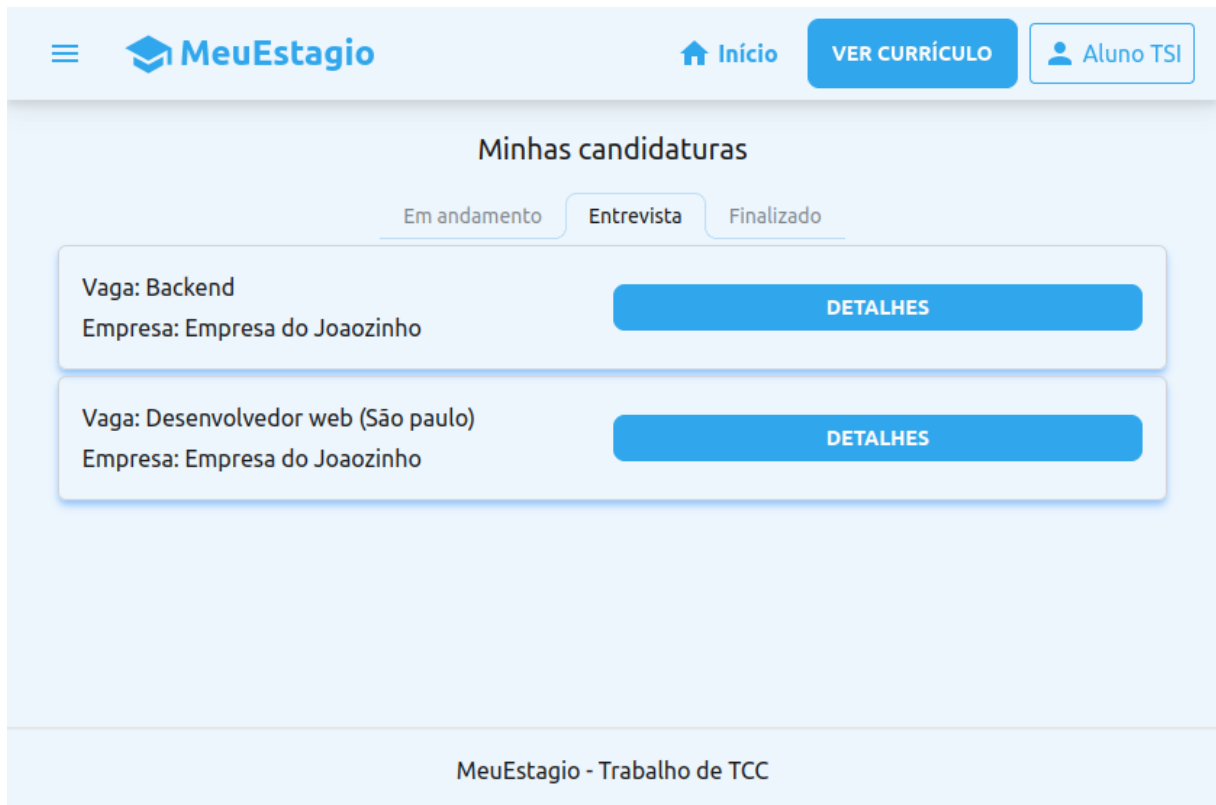 MeuEstagio
Início
VER CURRÍCULO
Aluno TSI
Minhas candidaturas
Em andamento
Entrevista
Finalizado
Vaga: Backend
Empresa: Empresa do Joaozinho
DETALHES
Vaga: Desenvolvedor web (São paulo)
Empresa: Empresa do Joaozinho
DETALHES
MeuEstagio - Trabalho de TCC